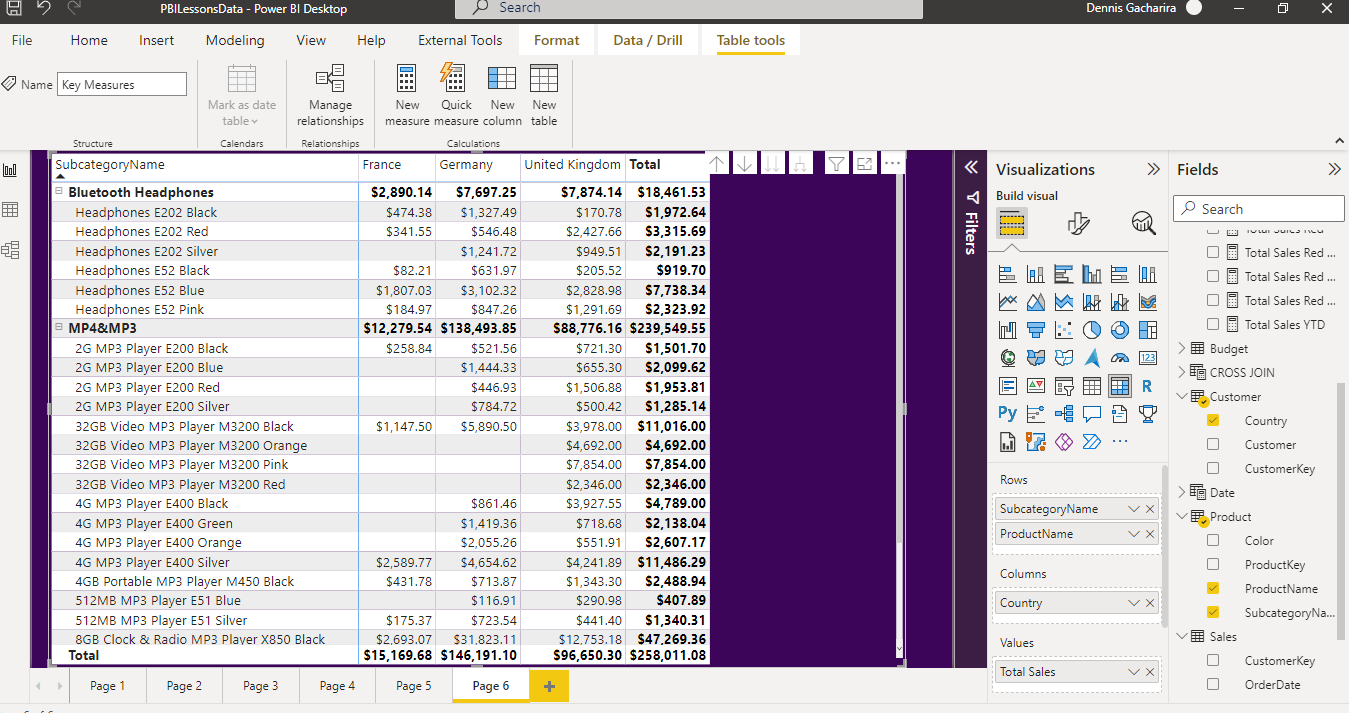 PBILessonsData - Power BI Desktop
Search
Dennis Gacharira
File Home Insert Modeling View Help External Tools Format Data / Drill Table tools
Name Key Measures
Mark as date table
Manage relationships
New measure
Quick measure
New column
New table
Structure Calendars Relationships Calculations
SubcategoryName France Germany United Kingdom Total
Bluetooth Headphones $2,890.14 $7,697.25 $7,874.14 $18,461.53
Headphones E202 Black $474.38 $1,327.49 $170.78 $1,972.64
Headphones E202 Red $341.55 $546.48 $2,427.66 $3,315.69
Headphones E202 Silver $1,241.72 $949.51 $2,191.23
Headphones E52 Black $82.21 $631.97 $205.52 $919.70
Headphones E52 Blue $1,807.03 $3,102.32 $2,828.98 $7,738.34
Headphones E52 Pink $184.97 $847.26 $1,291.69 $2,323.92
MP4&MP3 $12,279.54 $138,493.85 $88,776.16 $239,549.55
2G MP3 Player E200 Black $258.84 $521.56 $721.30 $1,501.70
2G MP3 Player E200 Blue $1,444.33 $655.30 $2,099.62
2G MP3 Player E200 Red $446.93 $1,506.88 $1,953.81
2G MP3 Player E200 Silver $784.72 $500.42 $1,285.14
32GB Video MP3 Player M3200 Black $1,147.50 $5,890.50 $3,978.00 $11,016.00
32GB Video MP3 Player M3200 Orange $4,692.00 $4,692.00
32GB Video MP3 Player M3200 Pink $7,854.00 $7,854.00
32GB Video MP3 Player M3200 Red $2,346.00 $2,346.00
4G MP3 Player E400 Black $861.46 $3,927.55 $4,789.00
4G MP3 Player E400 Green $1,419.36 $718.68 $2,138.04
4G MP3 Player E400 Orange $2,055.26 $551.91 $2,607.17
4G MP3 Player E400 Silver $2,589.77 $4,654.62 $4,241.89 $11,486.29
4GB Portable MP3 Player M450 Black $431.78 $713.87 $1,343.30 $2,488.94
512MB MP3 Player E51 Blue $116.91 $290.98 $407.89
512MB MP3 Player E51 Silver $175.37 $723.54 $441.40 $1,340.31
8GB Clock & Radio MP3 Player X850 Black $2,693.07 $31,823.11 $12,753.18 $47,269.36
Total $15,169.68 $146,191.10 $96,650.30 $258,011.08
Page 1 Page 2 Page 3 Page 4 Page 5 Page 6
Filters
Visualizations
Build visual
123
R
Py
Rows
SubcategoryName
ProductName
Columns
Country
Values
Total Sales
Fields
Search
Total Sales Red
Total Sales Red ...
Total Sales Red ...
Total Sales Red ...
Total Sales YTD
Budget
CROSS JOIN
Customer
Country
Customer
CustomerKey
Date
Product
Color
ProductKey
ProductName
SubcategoryNa...
Sales
CustomerKey
OrderDate